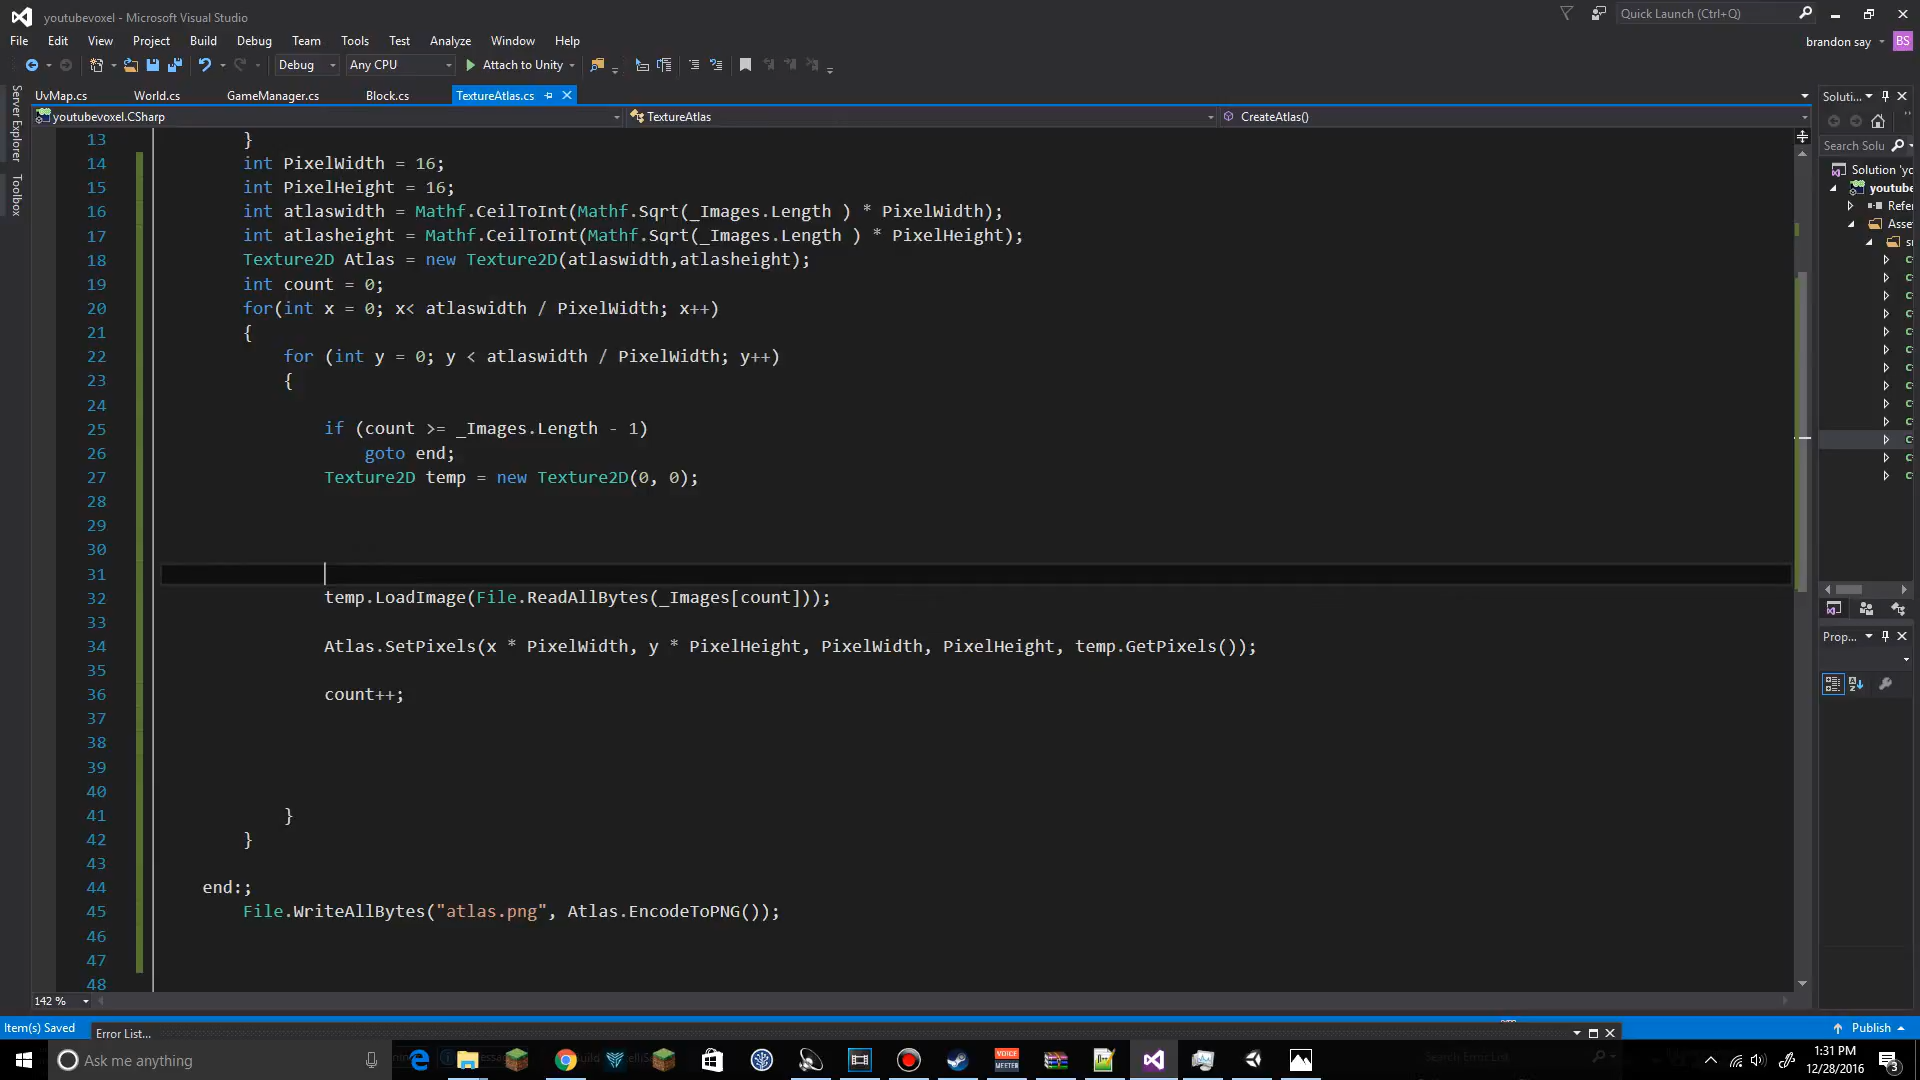 youtubevoxel - Microsoft Visual Studio
Quick Launch (Ctrl+Q)
File Edit View Project Build Debug Team Tools Test Analyze Window Help
brandon say BS
Debug Any CPU Attach to Unity
Server Explorer
Toolbox
UvMap.cs World.cs GameManager.cs Block.cs TextureAtlas.cs
youtubevoxel.CSharp TextureAtlas CreateAtlas()
13 }
14 int PixelWidth = 16;
15 int PixelHeight = 16;
16 int atlaswidth = Mathf.CeilToInt(Mathf.Sqrt(_Images.Length ) * PixelWidth);
17 int atlasheight = Mathf.CeilToInt(Mathf.Sqrt(_Images.Length ) * PixelHeight);
18 Texture2D Atlas = new Texture2D(atlaswidth,atlasheight);
19 int count = 0;
20 for(int x = 0; x< atlaswidth / PixelWidth; x++)
21 {
22 for (int y = 0; y < atlaswidth / PixelWidth; y++)
23 {
24
25 if (count >= _Images.Length - 1)
26 goto end;
27 Texture2D temp = new Texture2D(0, 0);
28
29
30
31
32 temp.LoadImage(File.ReadAllBytes(_Images[count]));
33
34 Atlas.SetPixels(x * PixelWidth, y * PixelHeight, PixelWidth, PixelHeight, temp.GetPixels());
35
36 count++;
37
38
39
40
41 }
42 }
43
44 end:;
45 File.WriteAllBytes("atlas.png", Atlas.EncodeToPNG());
46
47
48
142 %
Soluti...
Search Solu
Solution 'yo
youtube
Refer
Asse
Prop...
Item(s) Saved
Error List...
Publish
Ask me anything
VOICE MEETER
Search Error List
1:31 PM
12/28/2016
3